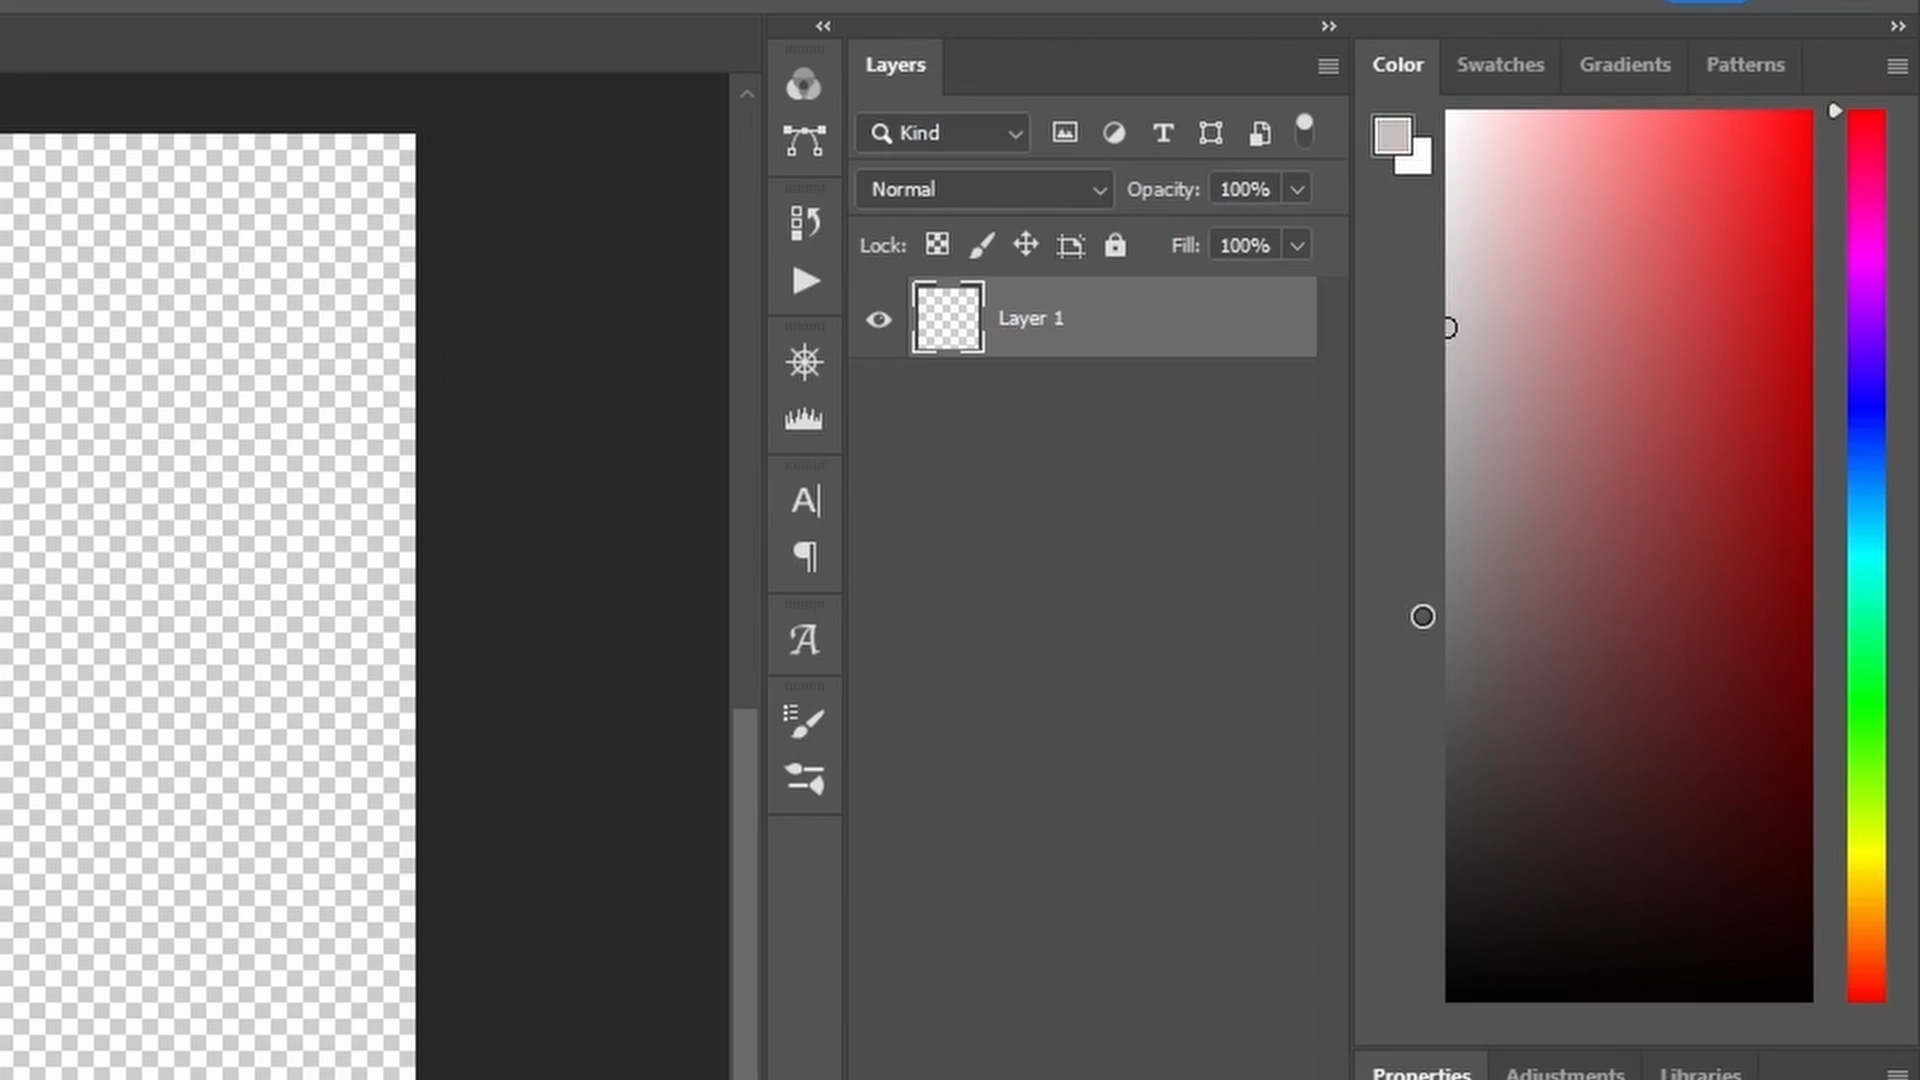 Layers
Color Swatches Gradients Patterns
Kind
Normal Opacity: 100%
Lock: Fill: 100%
Layer 1
Properties Adjustments Libraries